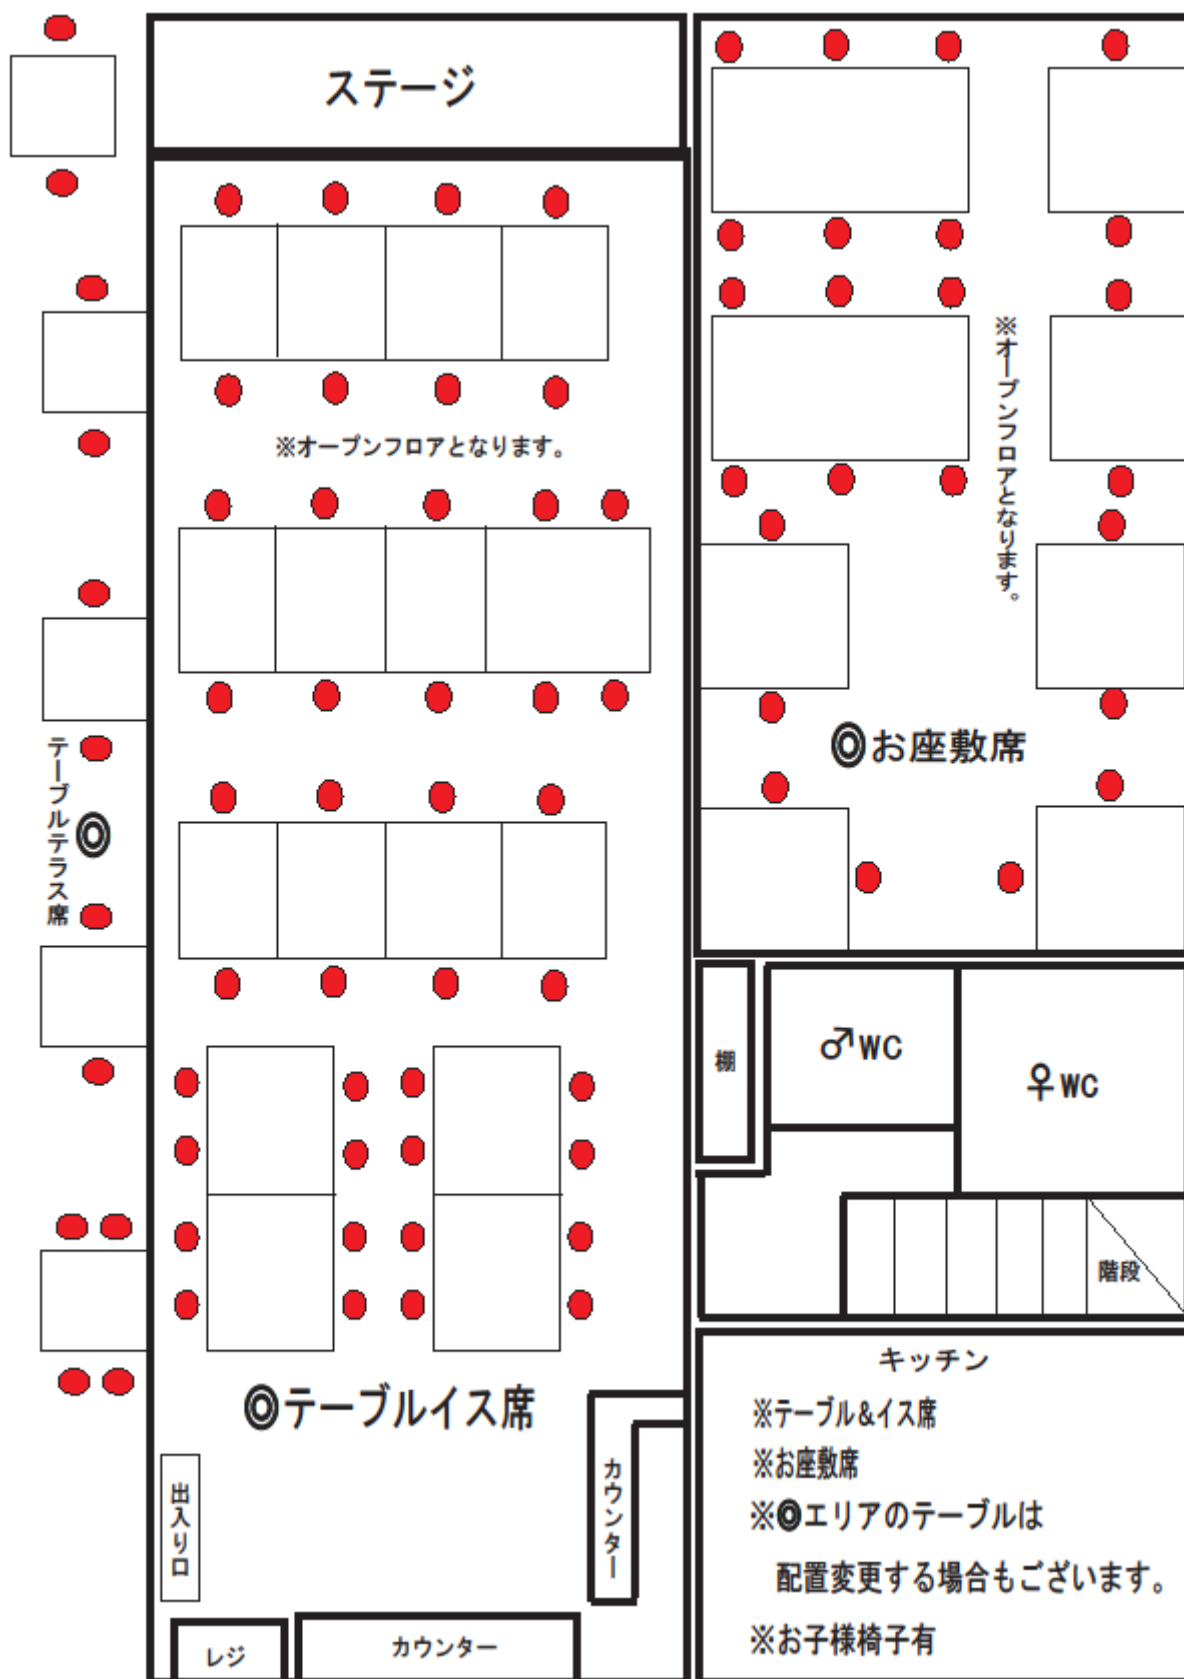 ステージ
※オープンフロアとなります。
※オープンフロアとなります。
◎お座敷席
テーブルテラス席
◎
棚
♂WC
♀WC
階段
◎テーブルイス席
出入り口
カウンター
レジ
カウンター
キッチン
※テーブル&イス席
※お座敷席
※◎エリアのテーブルは
配置変更する場合もございます。
※お子様椅子有